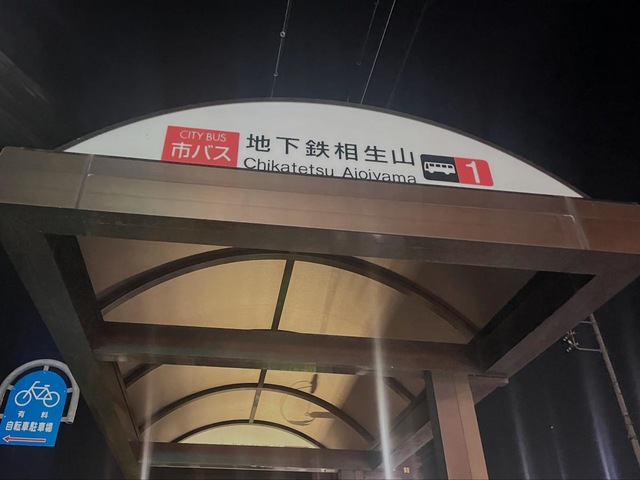 CITY BUS
市バス
地下鉄相生山
Chikatetsu Aioiyama
1
有料
自転車駐車場